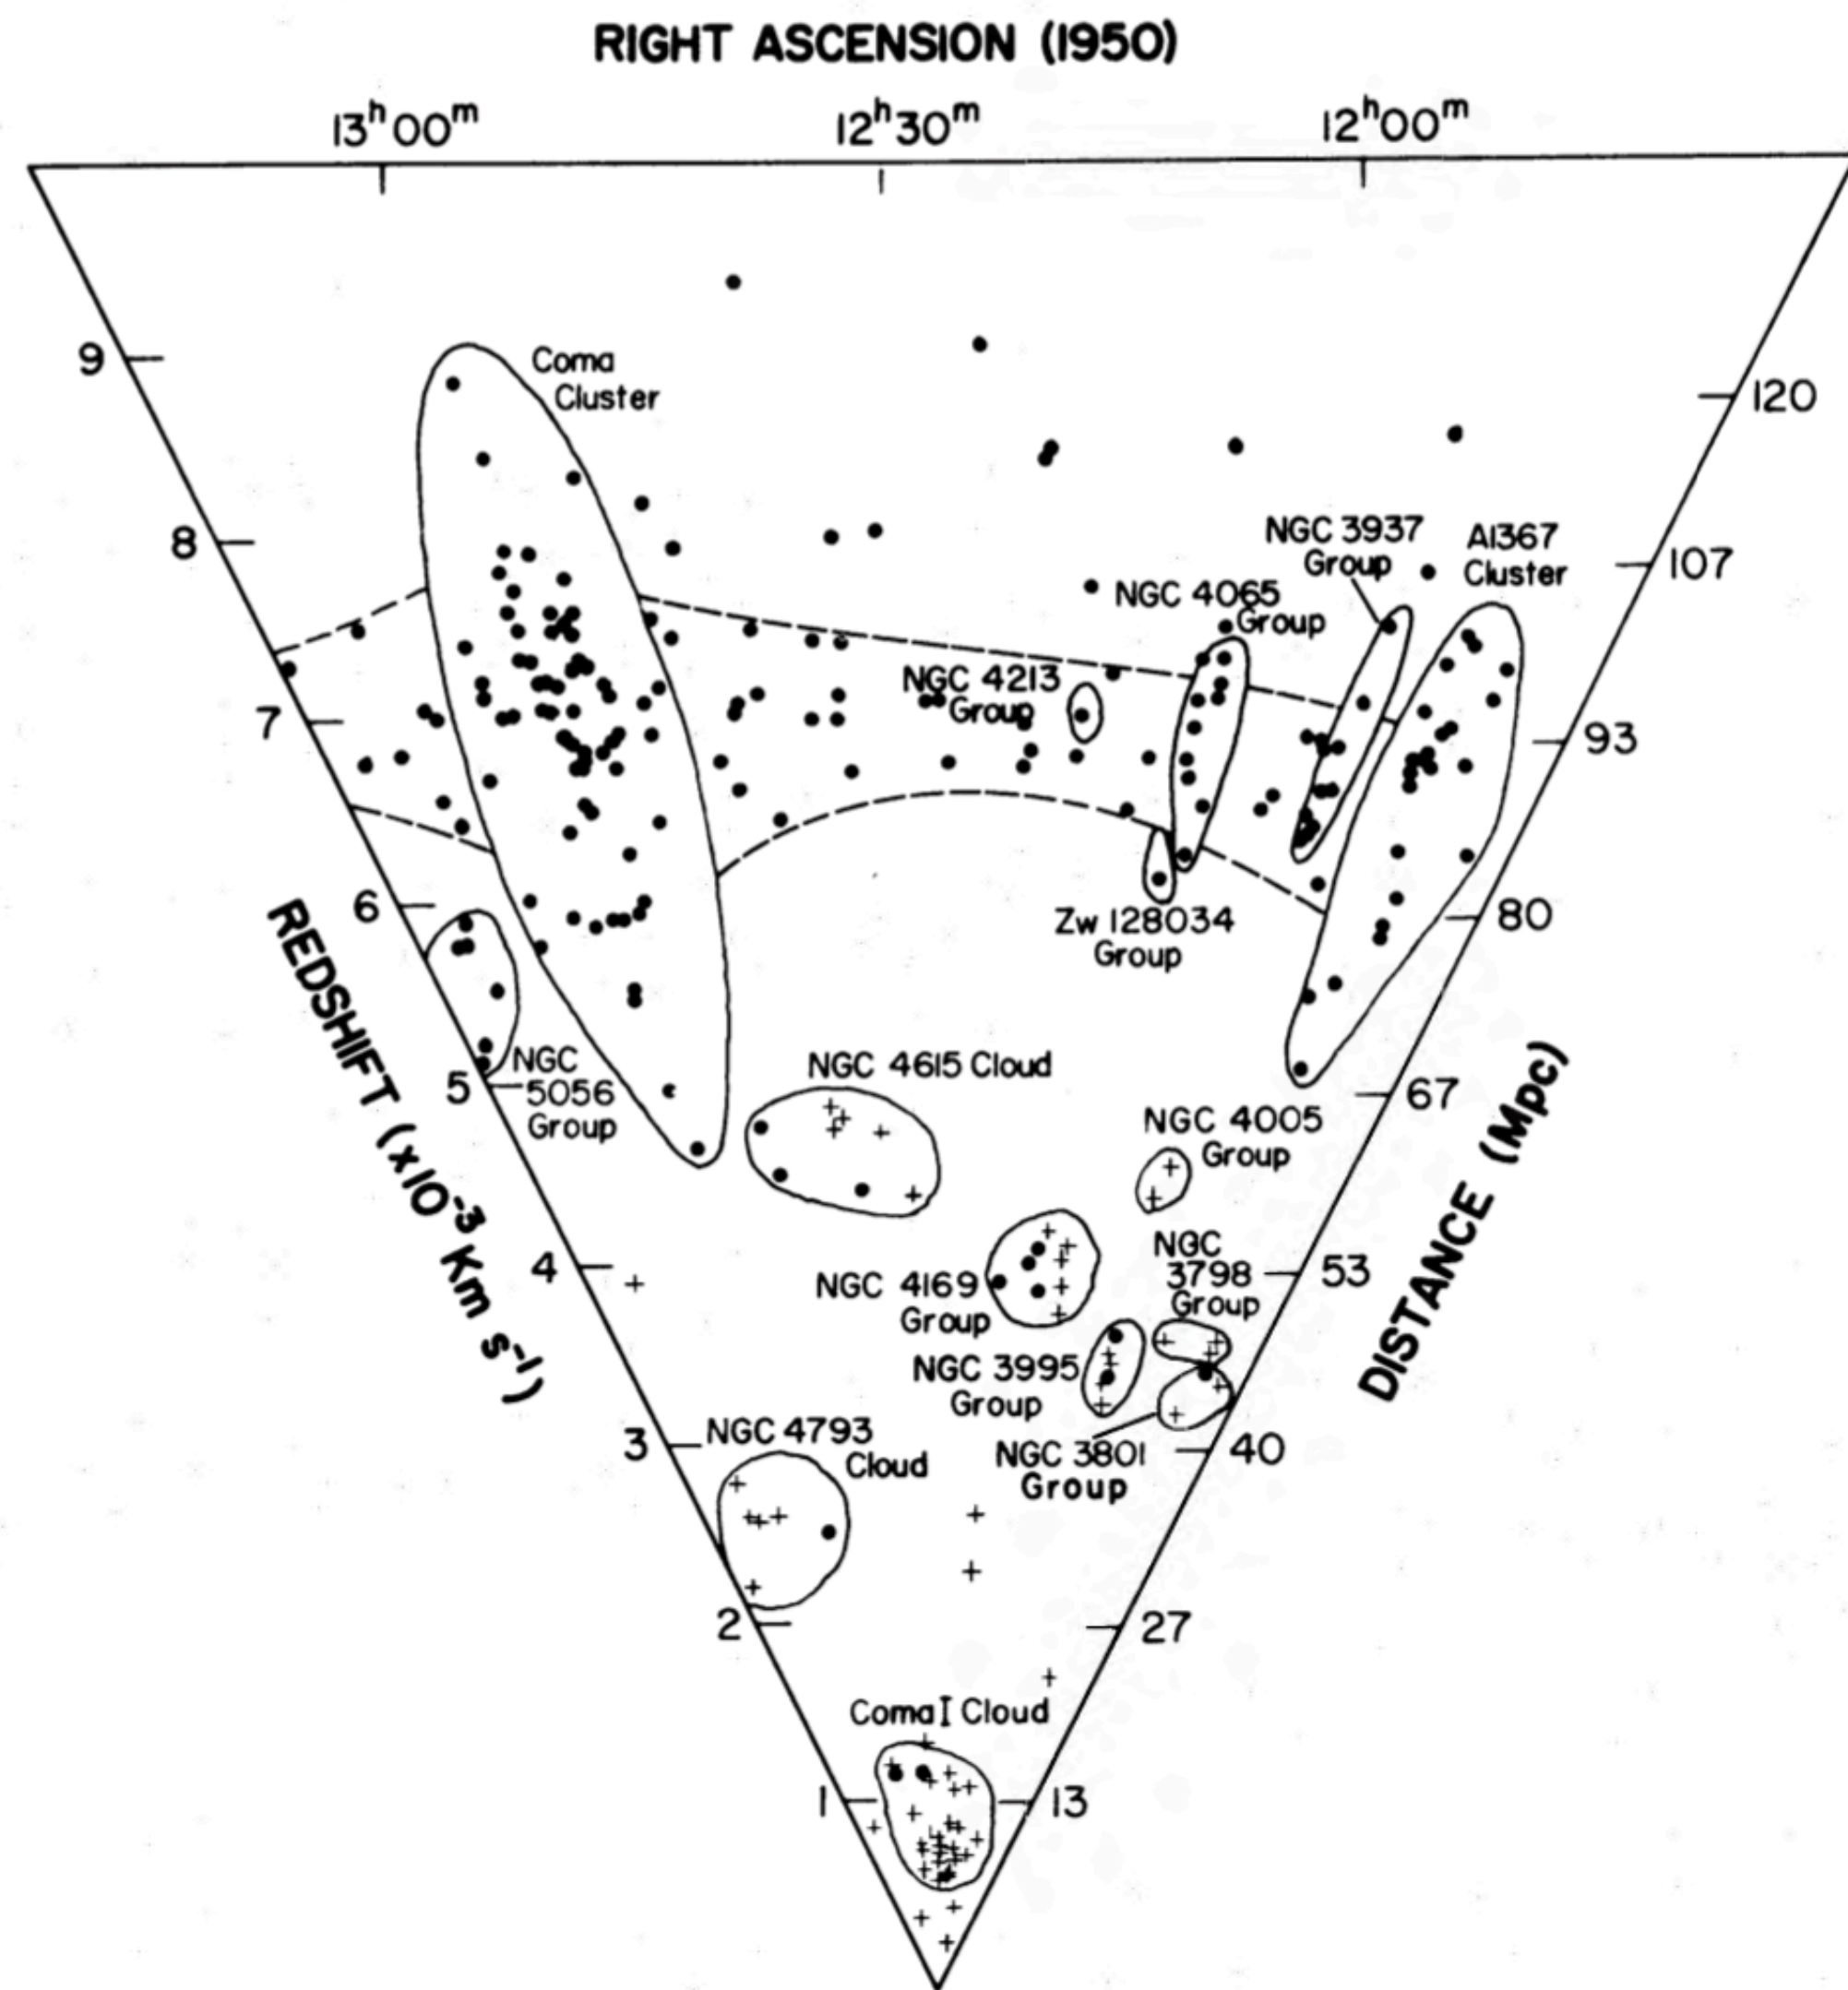 RIGHT ASCENSION (1950)
13h00m
12h30m
12h00m
9
Coma
Cluster
120
8
NGC 3937
Group
A1367
Cluster
107
NGC 4065
Group
NGC 4213
Group
7
93
6
80
Zw 128034
Group
REDSHIFT (x10-3 Km s-1)
DISTANCE (Mpc)
NGC
5056
Group
5
NGC 4615 Cloud
67
NGC 4005
Group
4
NGC 4169
Group
NGC
3798
Group
53
NGC 3995
Group
3
NGC 4793
Cloud
NGC 3801
Group
40
2
27
Coma I Cloud
1
13